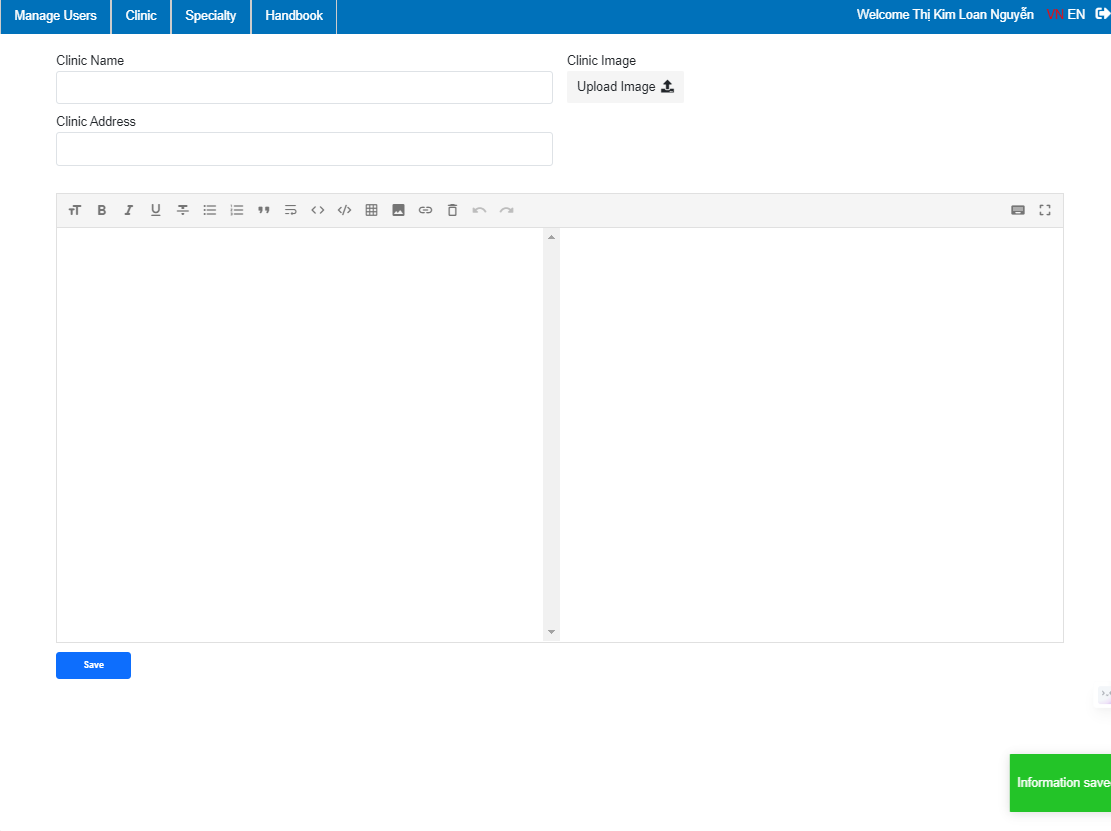 Manage Users Clinic Specialty Handbook Welcome Thị Kim Loan Nguyễn VN EN
Clinic Name Clinic Image
Upload Image
Clinic Address
Save
Information save